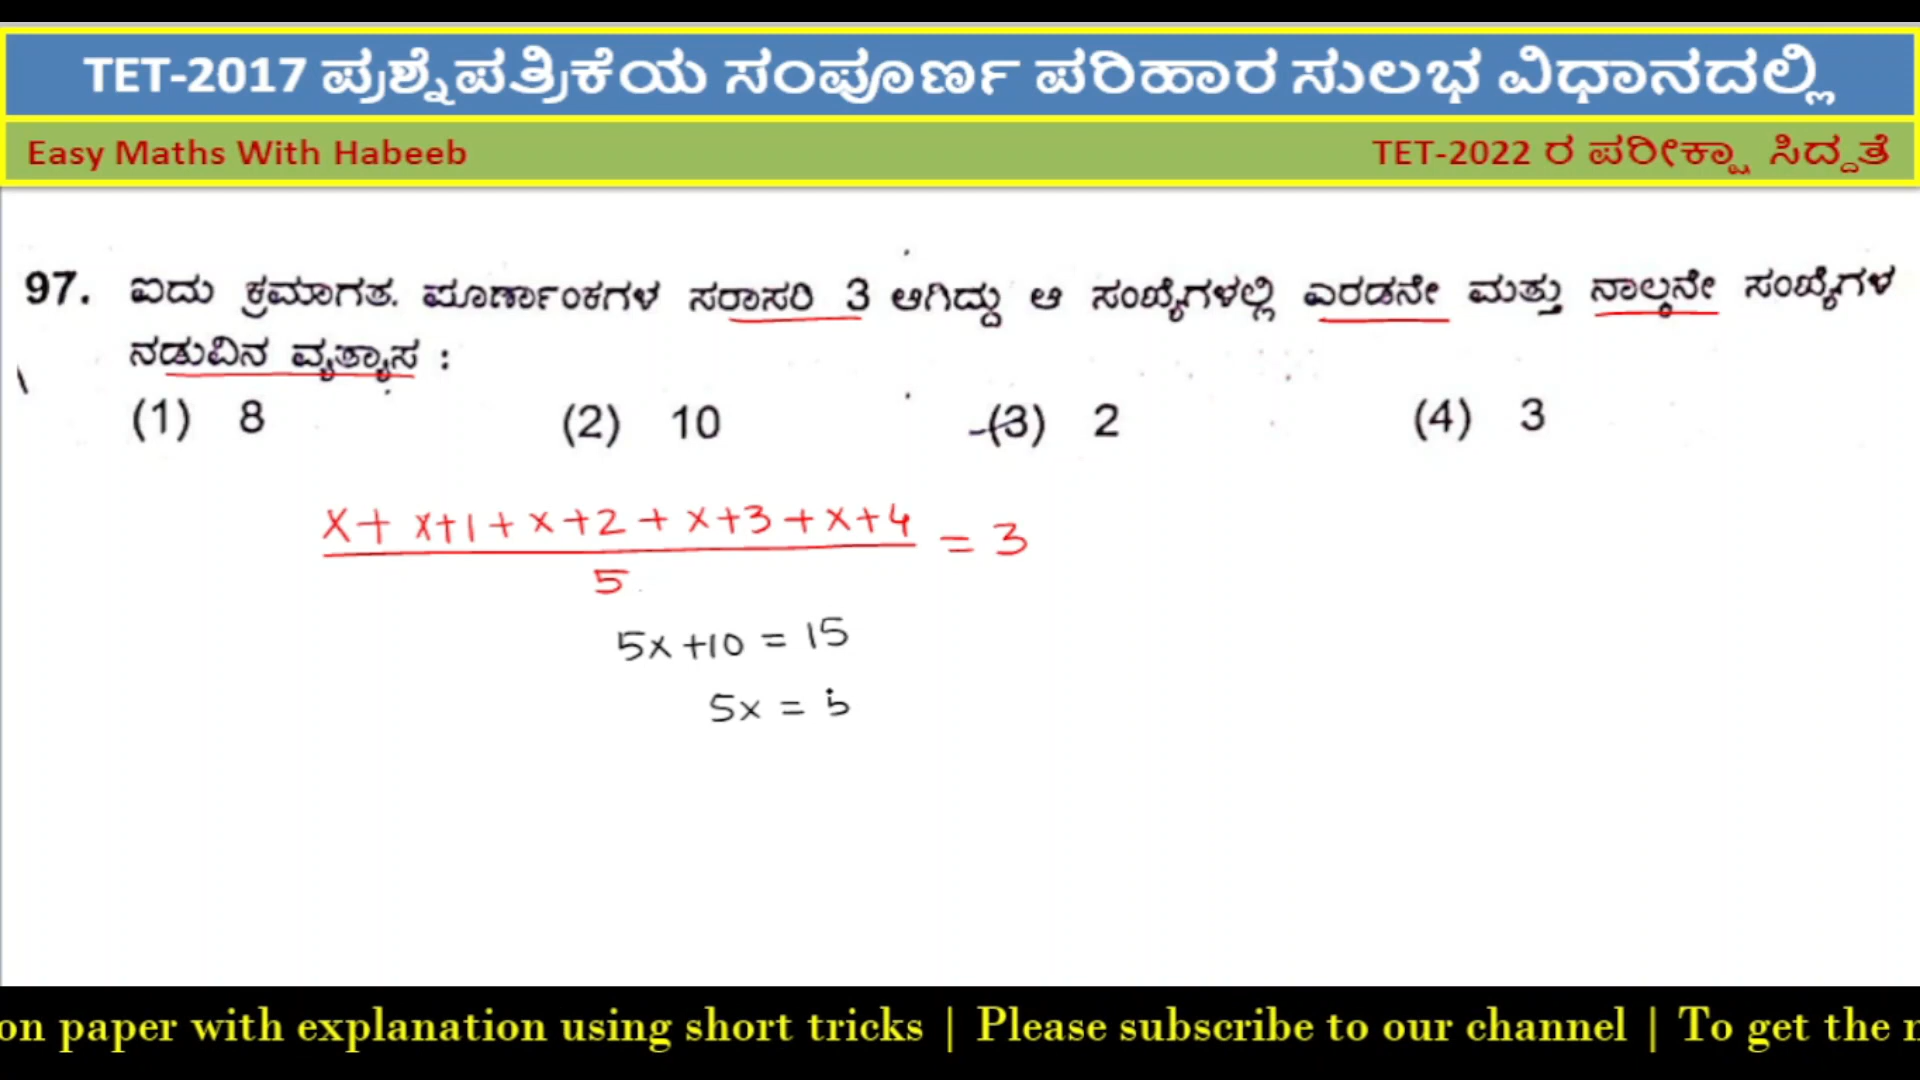 TET-2017 ಪ್ರಶ್ನೆಪತ್ರಿಕೆಯ ಸಂಪೂರ್ಣ ಪರಿಹಾರ ಸುಲಭ ವಿಧಾನದಲ್ಲಿ
Easy Maths With Habeeb
TET-2022 ರ ಪರೀಕ್ಷಾ ಸಿದ್ದತೆ
97. ಐದು ಕ್ರಮಾಗತ ಪೂರ್ಣಾಂಕಗಳ ಸರಾಸರಿ 3 ಆಗಿದ್ದು ಆ ಸಂಖ್ಯೆಗಳಲ್ಲಿ ಎರಡನೇ ಮತ್ತು ನಾಲ್ಕನೇ ಸಂಖ್ಯೆಗಳ
ನಡುವಿನ ವ್ಯತ್ಯಾಸ :
(1) 8 (2) 10 (3) 2 (4) 3
x+ x+1 + x+2 + x+3 + x+4 = 3
5
5x+10 = 15
5x = 5
on paper with explanation using short tricks | Please subscribe to our channel | To get the